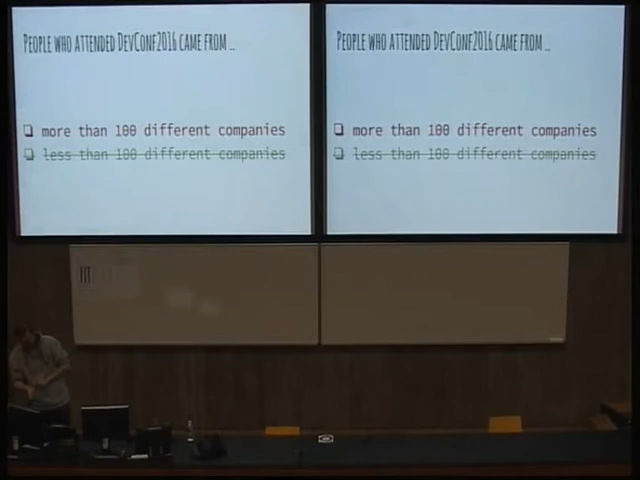 PEOPLE WHO ATTENDED DEVCONF2016 CAME FROM ...
more than 100 different companies
less than 100 different companies
PEOPLE WHO ATTENDED DEVCONF2016 CAME FROM ...
more than 100 different companies
less than 100 different companies